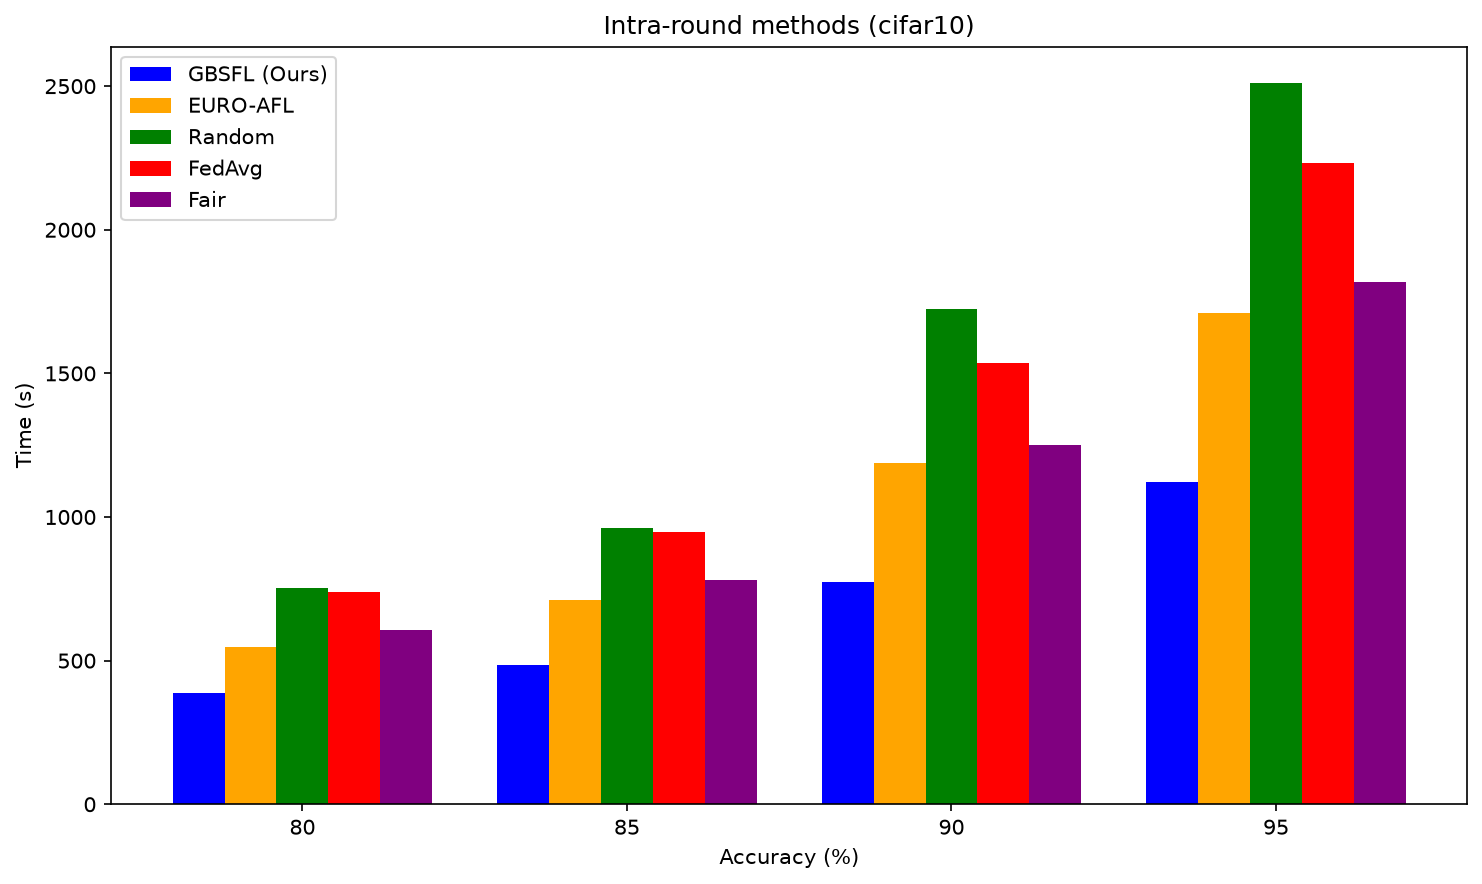 Intra-round methods (cifar10)
GBSFL (Ours)
EURO-AFL
Random
FedAvg
Fair
2500
2000
1500
1000
500
0
Time (s)
80 85 90 95
Accuracy (%)